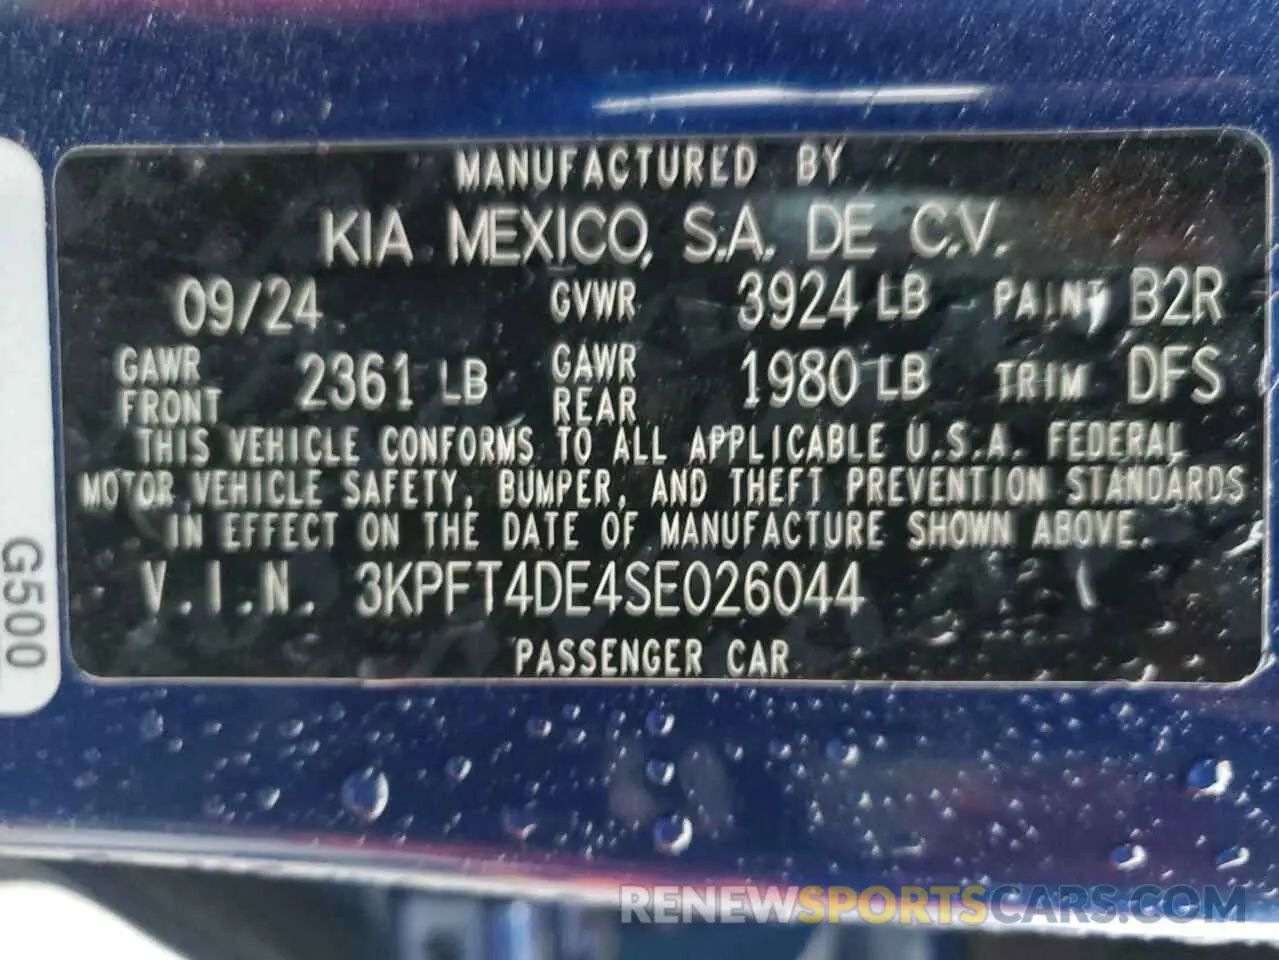 MANUFACTURED BY
KIA MEXICO, S.A. DE C.V.
09/24 GVWR 3924 LB PAINT B2R
GAWR FRONT 2361 LB GAWR REAR 1980 LB TRIM DFS
THIS VEHICLE CONFORMS TO ALL APPLICABLE U.S.A. FEDERAL
MOTOR VEHICLE SAFETY, BUMPER, AND THEFT PREVENTION STANDARDS
IN EFFECT ON THE DATE OF MANUFACTURE SHOWN ABOVE.
V.I.N. 3KPFT4DE4SE026044
PASSENGER CAR
G500
RENEWSPORTSCARS.COM